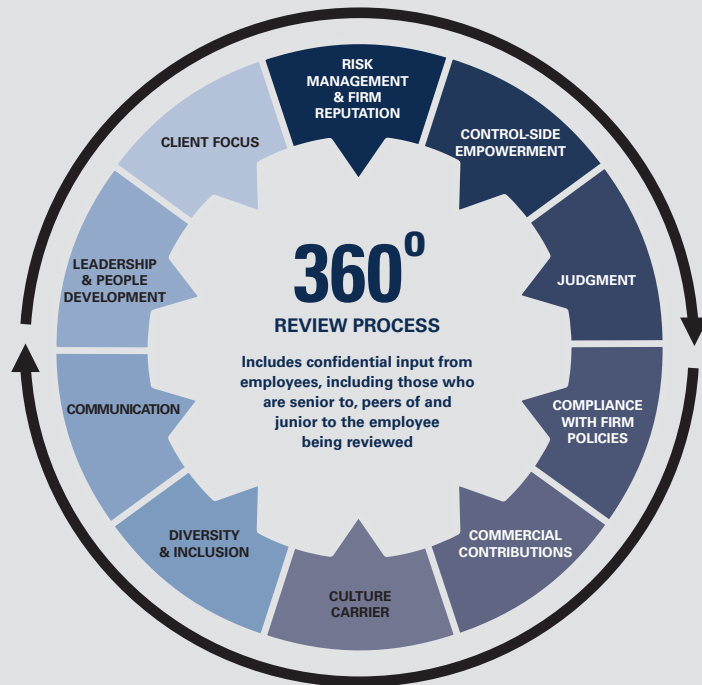 RISK
MANAGEMENT
& FIRM
REPUTATION
CONTROL-SIDE
EMPOWERMENT
JUDGMENT
COMPLIANCE
WITH FIRM
POLICIES
COMMERCIAL
CONTRIBUTIONS
CULTURE
CARRIER
DIVERSITY
& INCLUSION
COMMUNICATION
LEADERSHIP
& PEOPLE
DEVELOPMENT
CLIENT FOCUS
360°
REVIEW PROCESS
Includes confidential input from
employees, including those who
are senior to, peers of and
junior to the employee
being reviewed